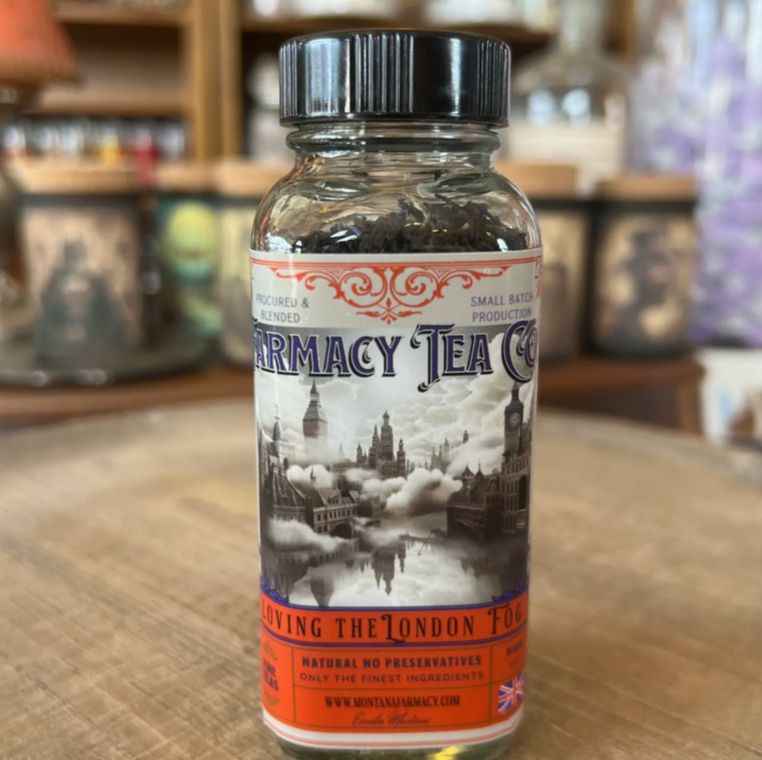 PROCURED &
BLENDED
SMALL BATCH
PRODUCTION
FARMACY TEA CO
LOVING THE LONDON FOG
NATURAL NO PRESERVATIVES
ONLY THE FINEST INGREDIENTS
WWW.MONTANAFARMACY.COM